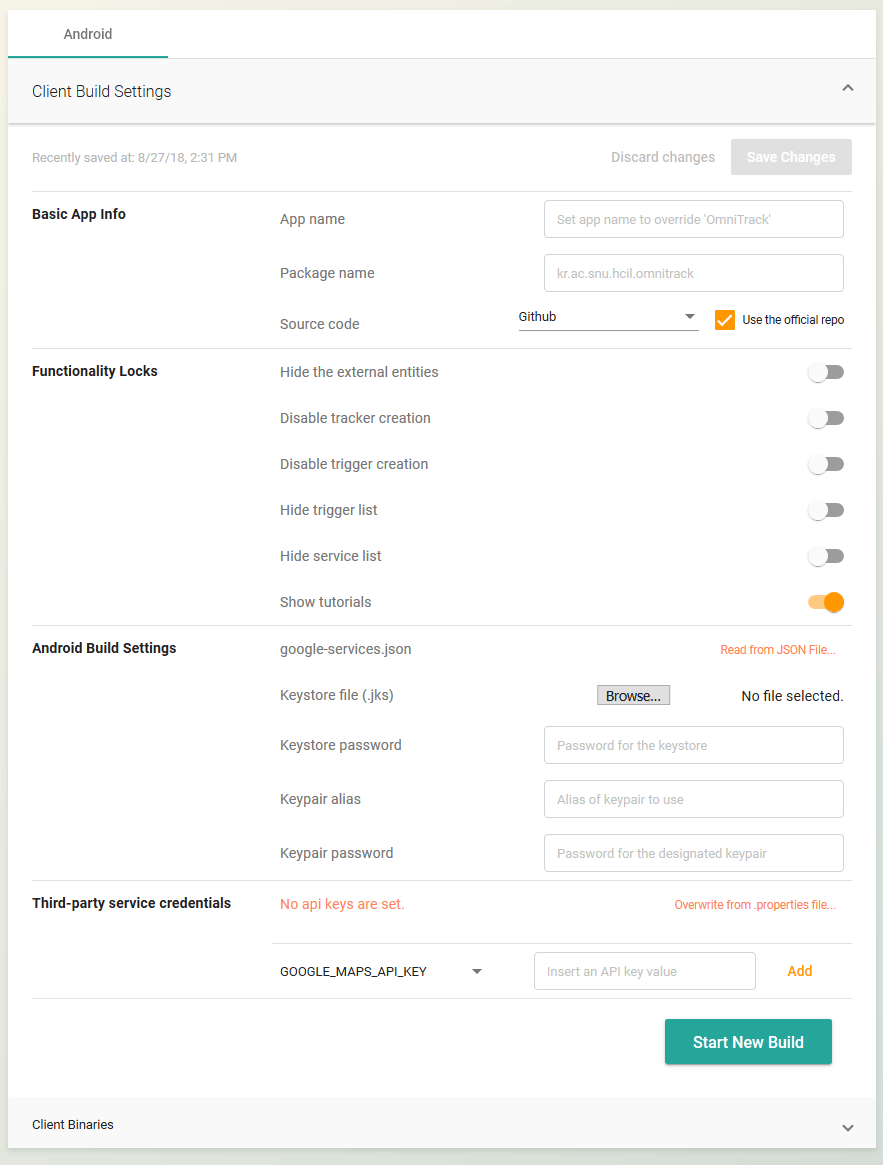 Android
Client Build Settings
Recently saved at: 8/27/18, 2:31 PM
Discard changes
Save Changes
Basic App Info
App name
Set app name to override 'OmniTrack'
Package name
kr.ac.snu.hcil.omnitrack
Source code
Github
Use the official repo
Functionality Locks
Hide the external entities
Disable tracker creation
Disable trigger creation
Hide trigger list
Hide service list
Show tutorials
Android Build Settings
google-services.json
Read from JSON File...
Keystore file (.jks)
Browse...
No file selected.
Keystore password
Password for the keystore
Keypair alias
Alias of keypair to use
Keypair password
Password for the designated keypair
Third-party service credentials
No api keys are set.
Overwrite from .properties file...
GOOGLE_MAPS_API_KEY
Insert an API key value
Add
Start New Build
Client Binaries